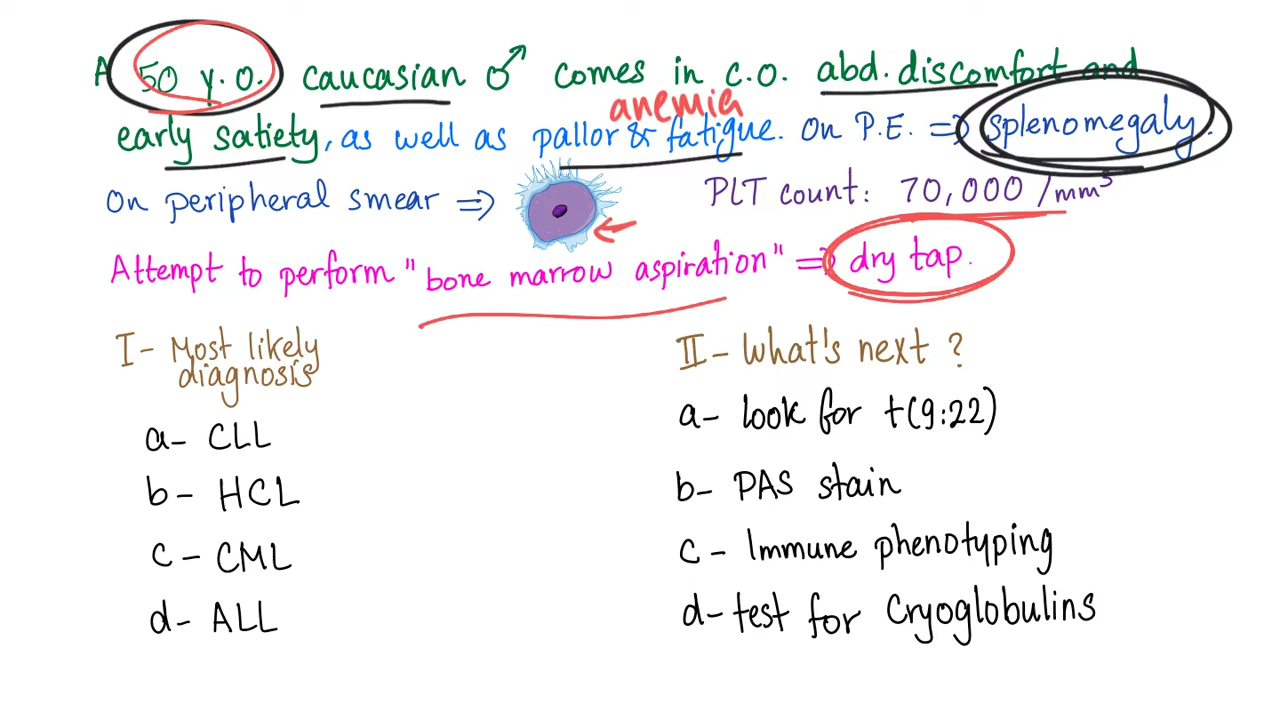 A 50 y.o. caucasian ♂ comes in c.o. abd. discomfort and
anemia
early satiety, as well as pallor & fatigue. On P.E. => splenomegaly.
On peripheral smear => PLT count: 70,000 /mm³
Attempt to perform "bone marrow aspiration" => dry tap.
I- Most likely
diagnosis
a- CLL
b- HCL
c- CML
d- ALL
II- What's next ?
a- look for t(9:22)
b- PAS stain
c- Immune phenotyping
d- test for Cryoglobulins